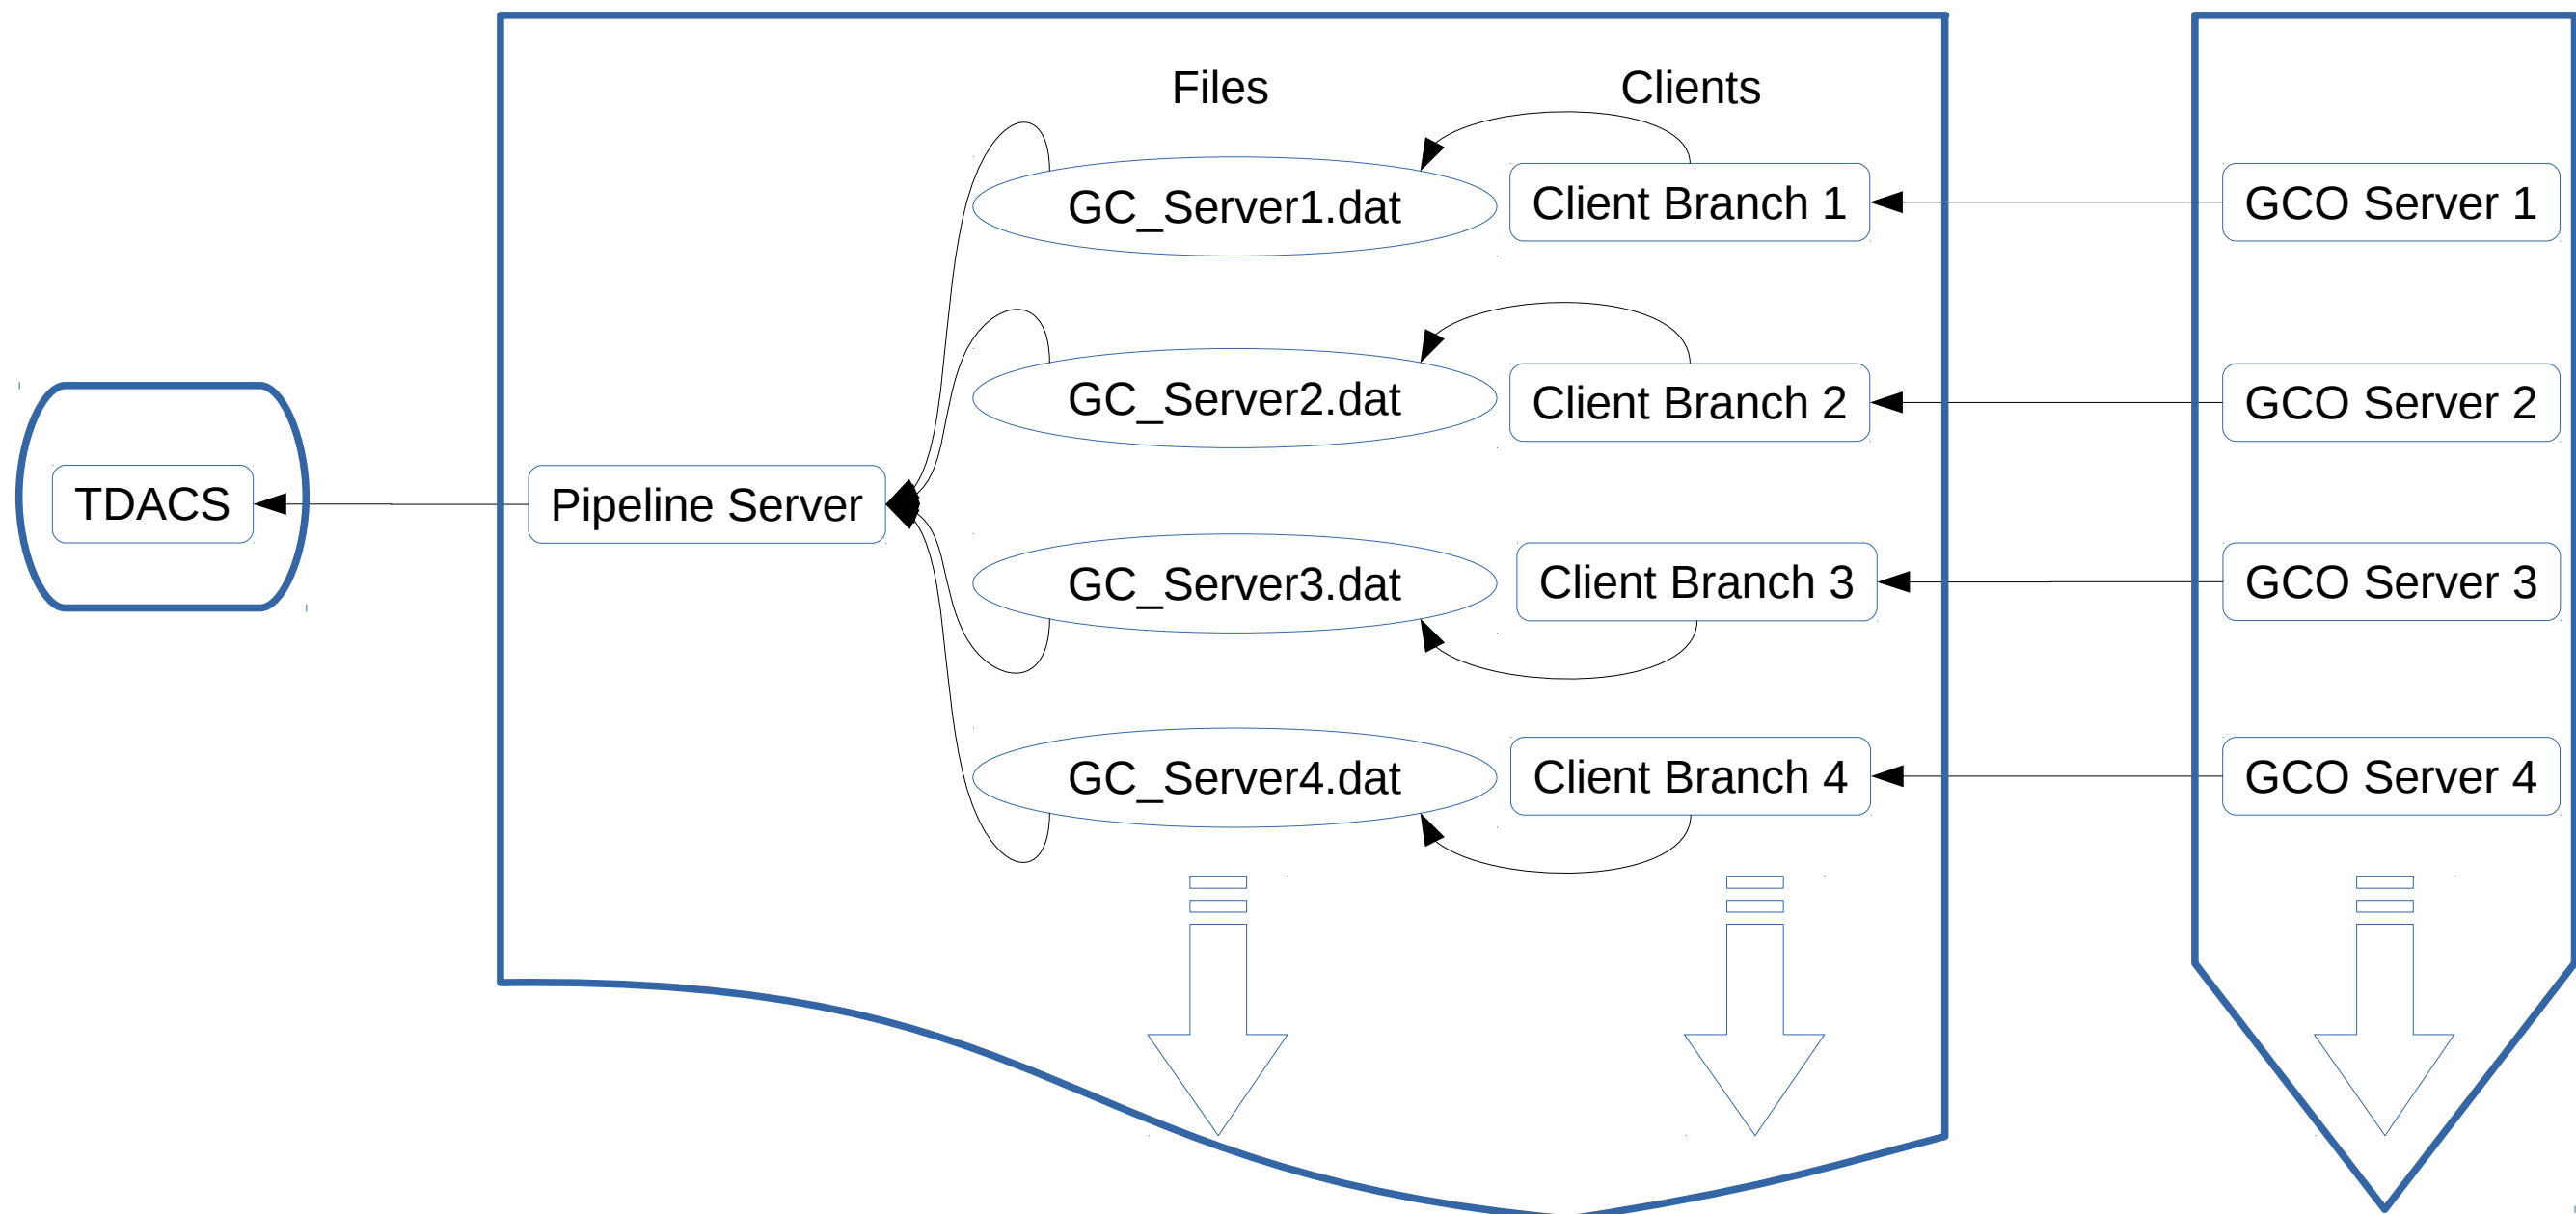 Files
Clients
GC_Server1.dat
Client Branch 1
GCO Server 1
GC_Server2.dat
Client Branch 2
GCO Server 2
TDACS
Pipeline Server
GC_Server3.dat
Client Branch 3
GCO Server 3
GC_Server4.dat
Client Branch 4
GCO Server 4